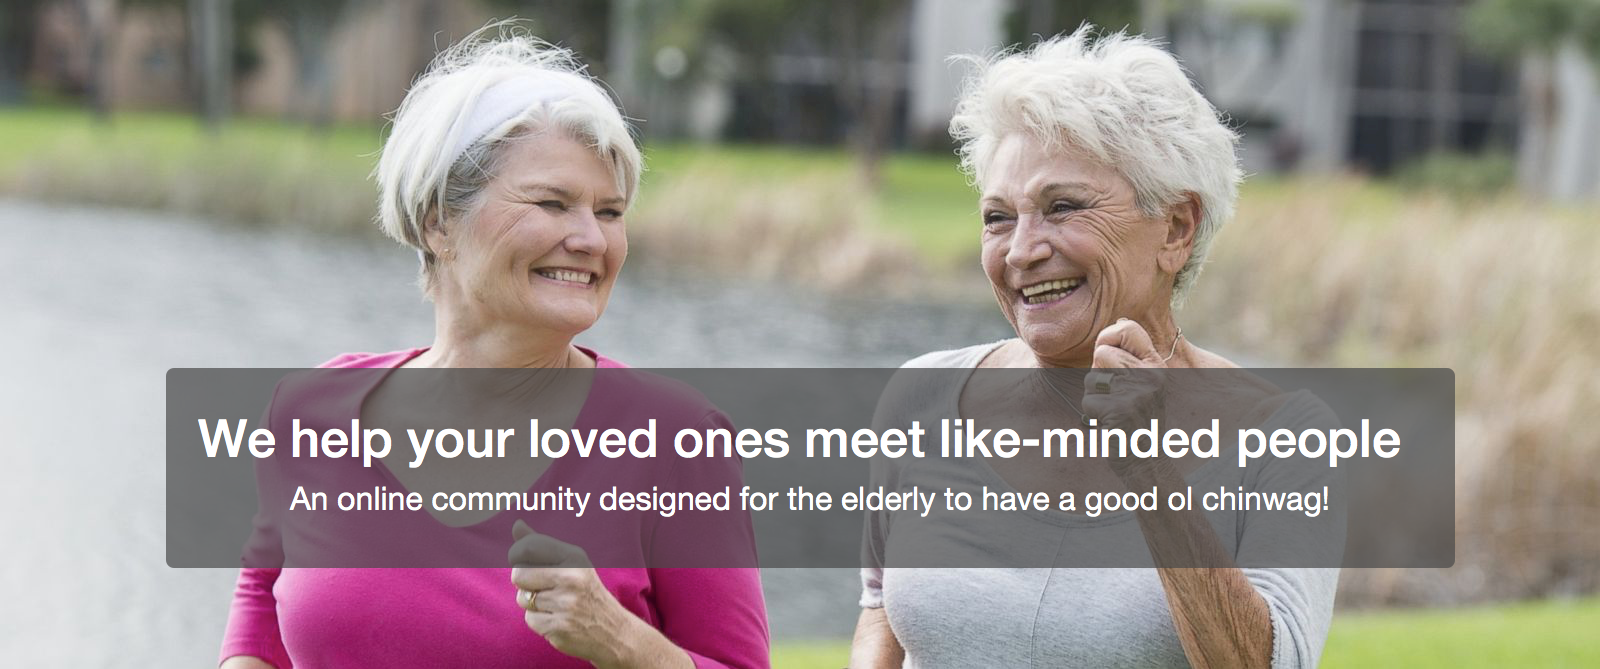 We help your loved ones meet like-minded people
An online community designed for the elderly to have a good ol chinwag!